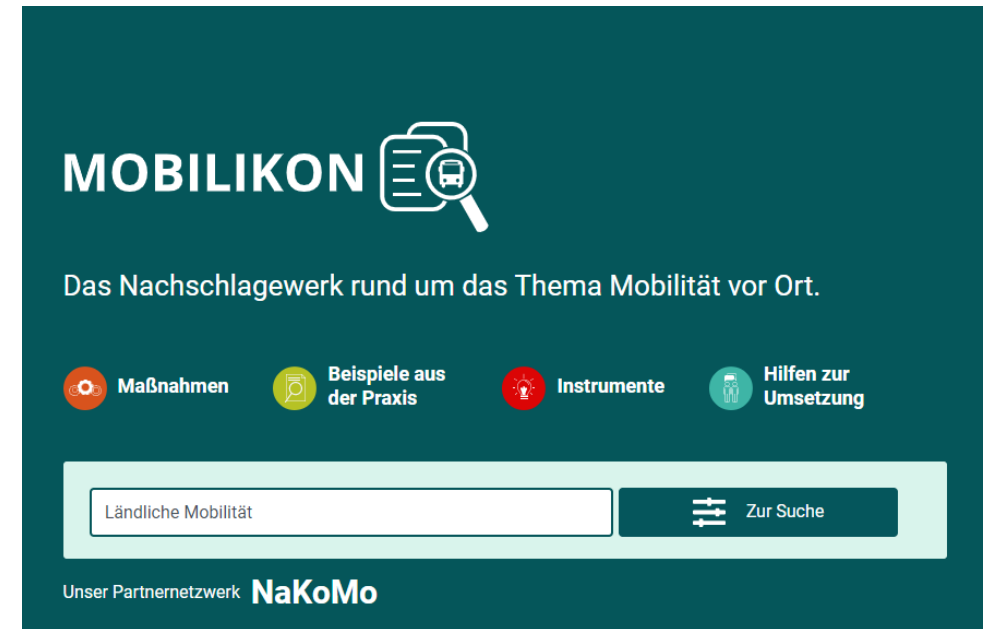 MOBILIKON
Das Nachschlagewerk rund um das Thema Mobilität vor Ort.
Maßnahmen
Beispiele aus
der Praxis
Instrumente
Hilfen zur
Umsetzung
Ländliche Mobilität
Zur Suche
Unser Partnernetzwerk NaKoMo